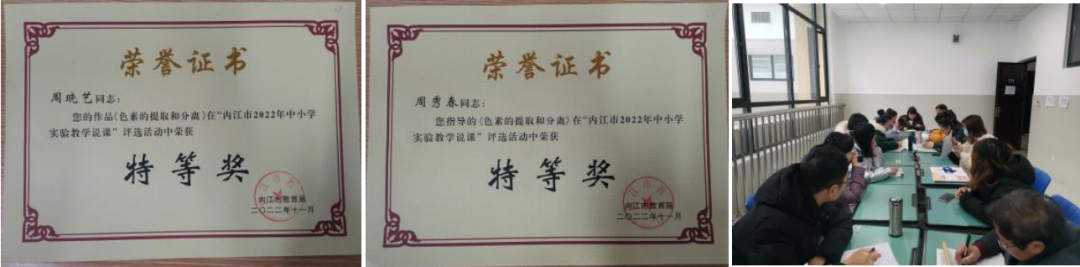 荣誉证书
周晓艺同志：
您的作品《色素的提取和分离》在“内江市2022年中小学
实验教学说课”评选活动中荣获
特等奖
内江市教育局
二〇二二年十一月
荣誉证书
周秀春同志：
您指导的《色素的提取和分离》在“内江市2022年中小学
实验教学说课”评选活动中荣获
特等奖
内江市教育局
二〇二二年十一月